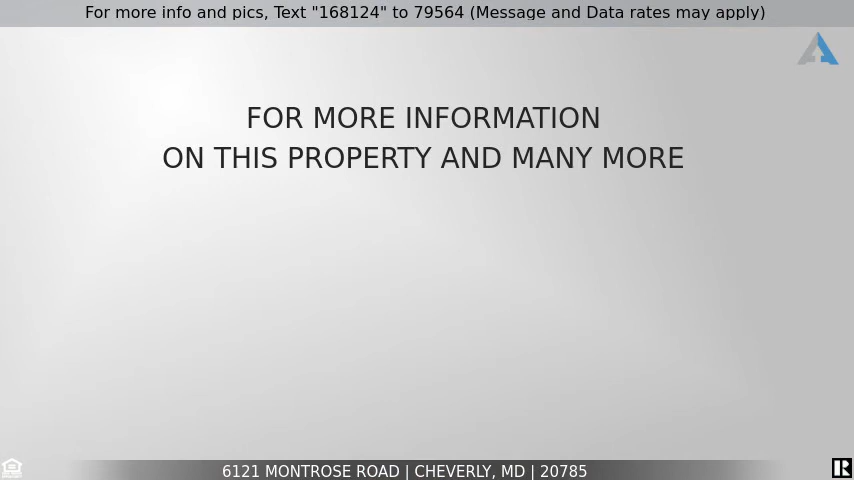 For more info and pics, Text "168124" to 79564 (Message and Data rates may apply)
FOR MORE INFORMATION
ON THIS PROPERTY AND MANY MORE
6121 MONTROSE ROAD | CHEVERLY, MD | 20785